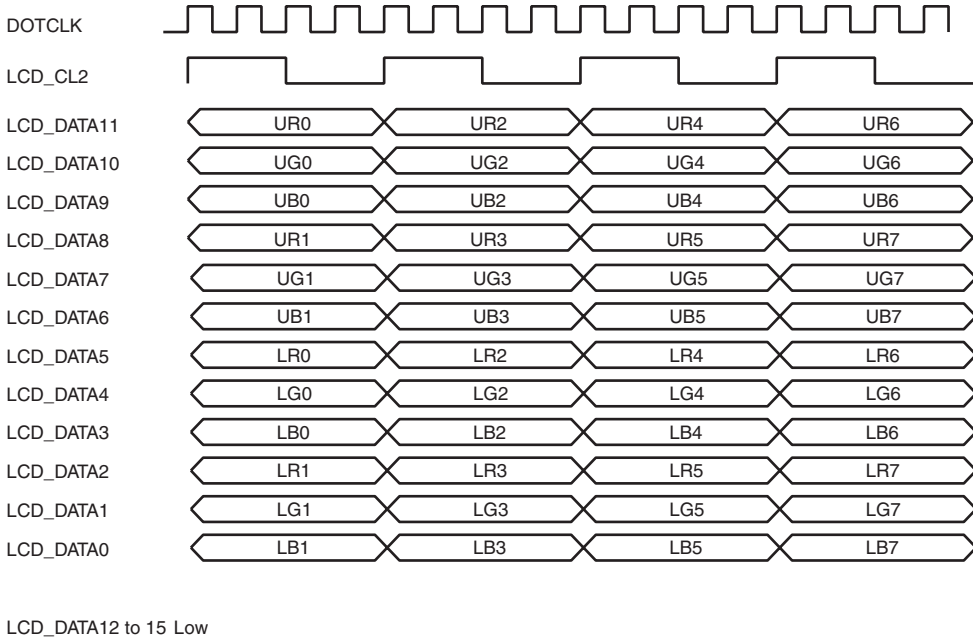 DOTCLK
LCD_CL2
LCD_DATA11 UR0 UR2 UR4 UR6
LCD_DATA10 UG0 UG2 UG4 UG6
LCD_DATA9 UB0 UB2 UB4 UB6
LCD_DATA8 UR1 UR3 UR5 UR7
LCD_DATA7 UG1 UG3 UG5 UG7
LCD_DATA6 UB1 UB3 UB5 UB7
LCD_DATA5 LR0 LR2 LR4 LR6
LCD_DATA4 LG0 LG2 LG4 LG6
LCD_DATA3 LB0 LB2 LB4 LB6
LCD_DATA2 LR1 LR3 LR5 LR7
LCD_DATA1 LG1 LG3 LG5 LG7
LCD_DATA0 LB1 LB3 LB5 LB7
LCD_DATA12 to 15 Low